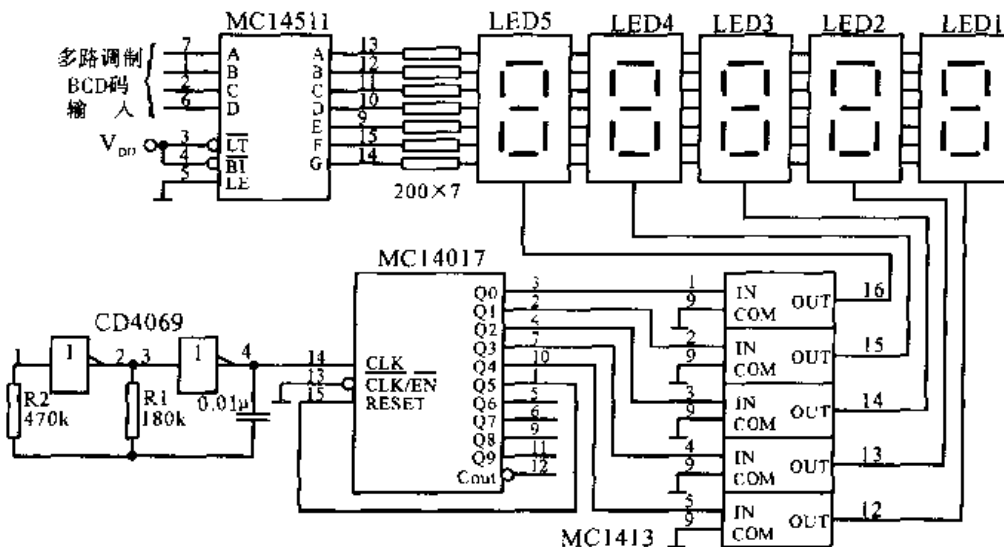 MC14511
LED5 LED4 LED3 LED2 LED1
多路调制
BCD码
输 入
7 A
1 B
2 C
6 D
V_DD
3 LT
4 BI
5 LE
A 13
B 12
C 11
D 10
E 9
F 15
G 14
200×7
MC14017
CD4069
1 1 2 3 1 4
R2
470k
R1
180k
0.01μ
14 CLK
13 CLK/EN
15 RESET
Q0 3
Q1 2
Q2 4
Q3 7
Q4 10
Q5 1
Q6 5
Q7 6
Q8 9
Q9 11
Cout 12
1 IN OUT 16
9 COM
2 IN OUT 15
9 COM
3 IN OUT 14
9 COM
4 IN OUT 13
9 COM
5 IN OUT 12
9 COM
MC1413